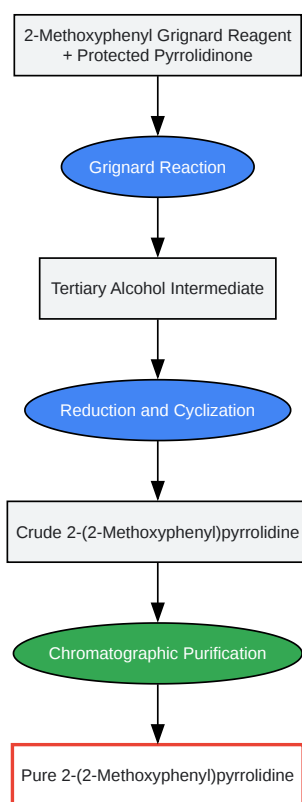 2-Methoxyphenyl Grignard Reagent
+ Protected Pyrrolidinone
Grignard Reaction
Tertiary Alcohol Intermediate
Reduction and Cyclization
Crude 2-(2-Methoxyphenyl)pyrrolidine
Chromatographic Purification
Pure 2-(2-Methoxyphenyl)pyrrolidine